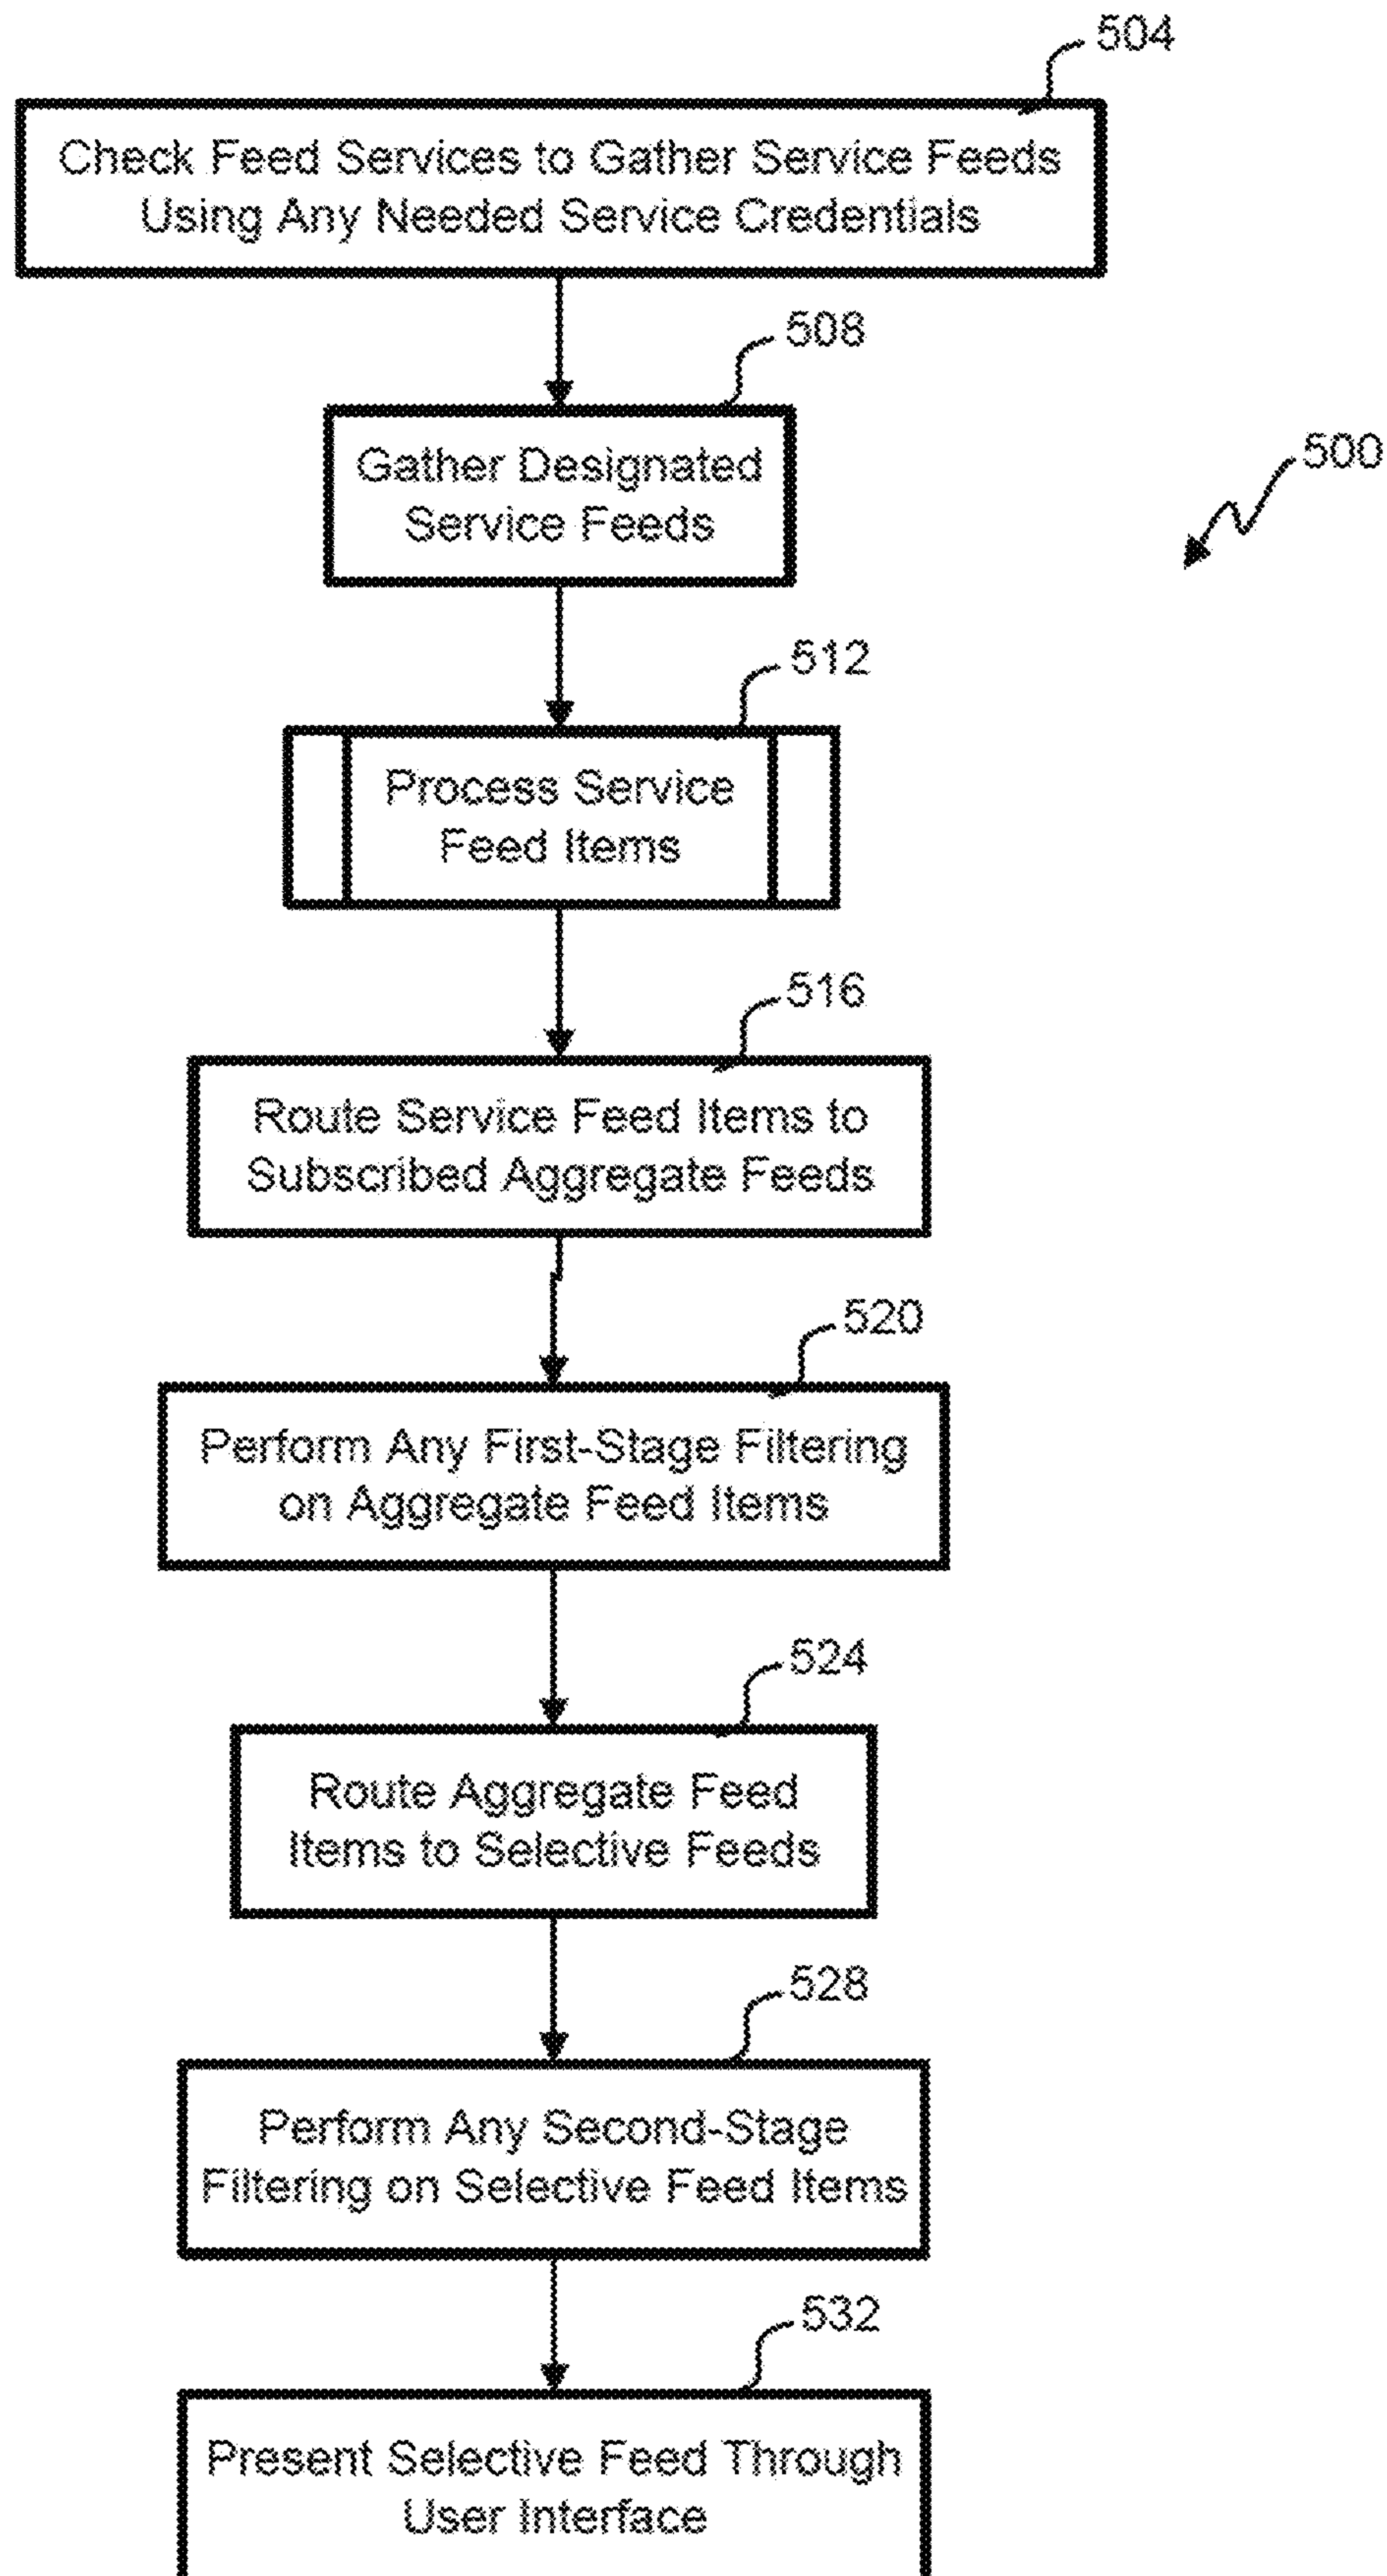 504
Check Feed Services to Gather Service Feeds
Using Any Needed Service Credentials
508
Gather Designated
Service Feeds
500
512
Process Service
Feed Items
516
Route Service Feed Items to
Subscribed Aggregate Feeds
520
Perform Any First-Stage Filtering
on Aggregate Feed Items
524
Route Aggregate Feed
Items to Selective Feeds
528
Perform Any Second-Stage
Filtering on Selective Feed Items
532
Present Selective Feed Through
User Interface